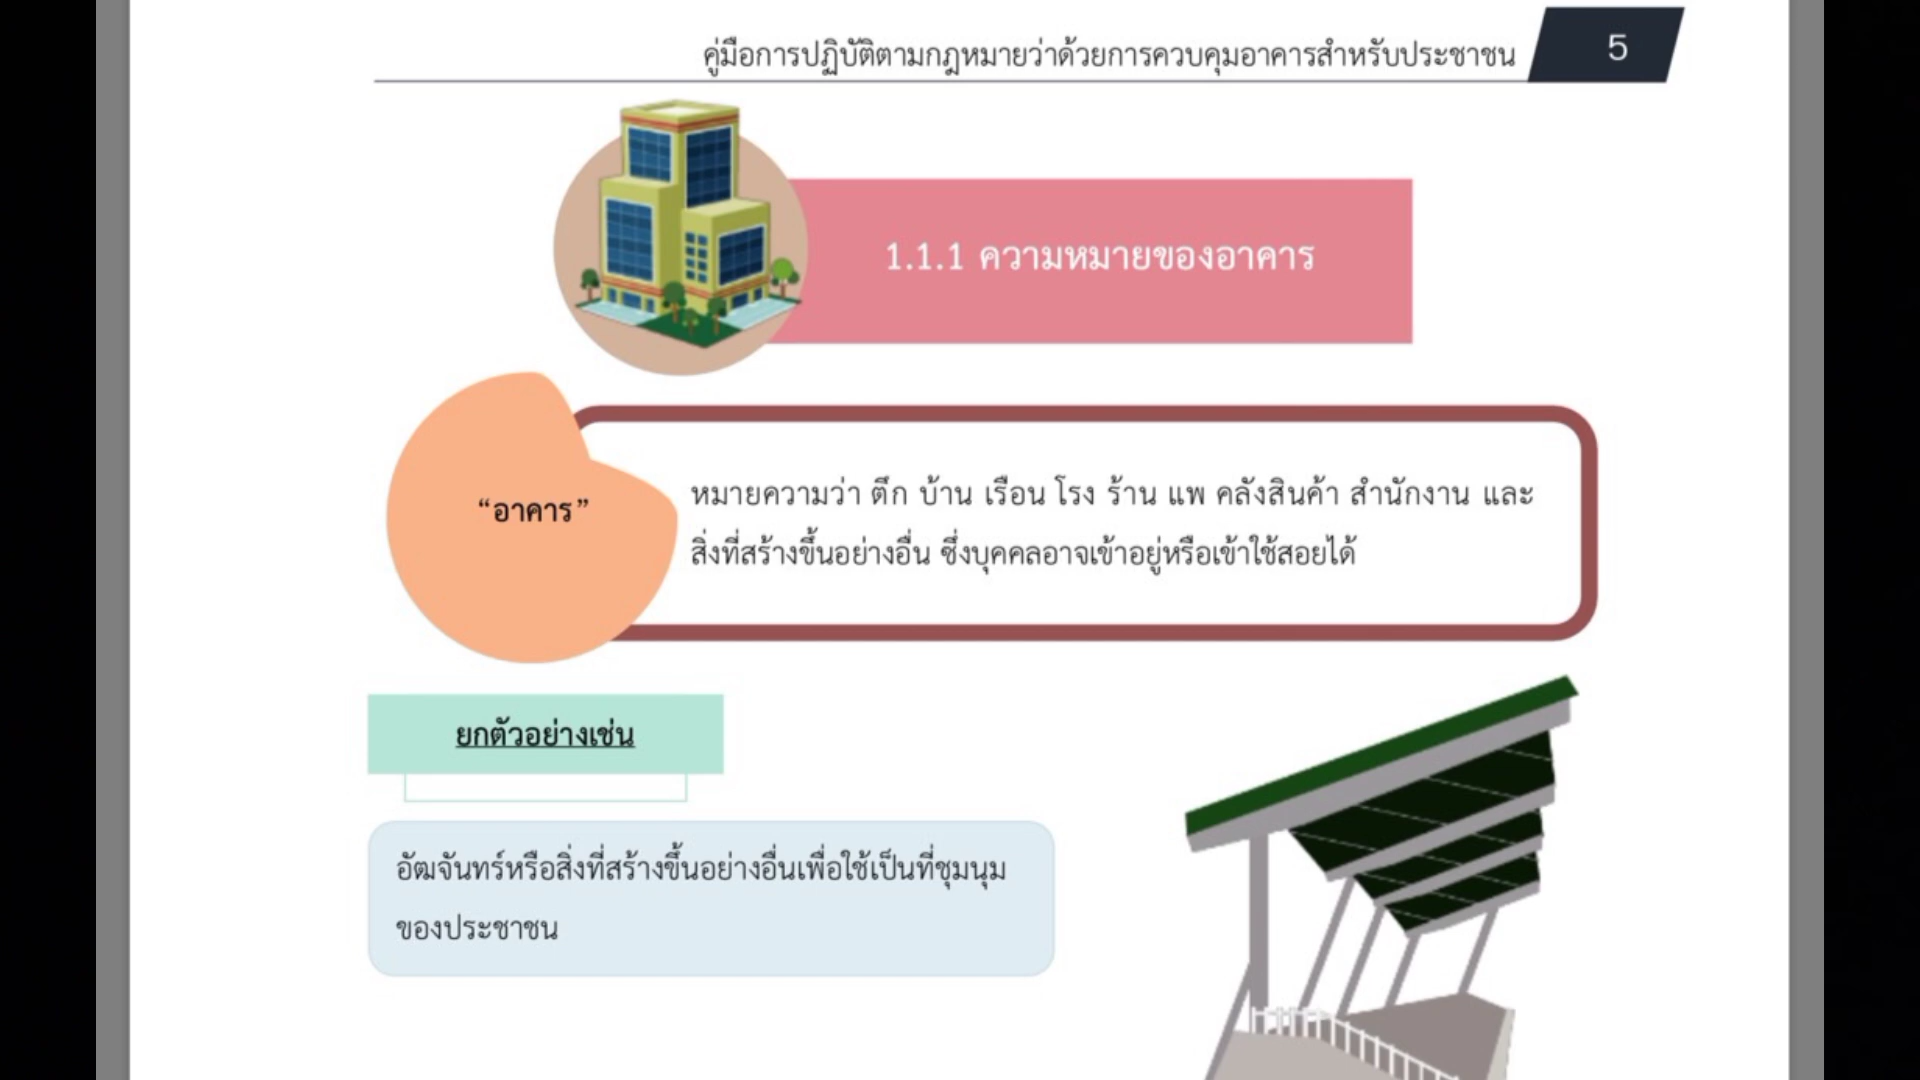 คู่มือการปฏิบัติตามกฎหมายว่าด้วยการควบคุมอาคารสำหรับประชาชน
5
1.1.1 ความหมายของอาคาร
“อาคาร”
หมายความว่า ตึก บ้าน เรือน โรง ร้าน แพ คลังสินค้า สำนักงาน และ
สิ่งที่สร้างขึ้นอย่างอื่น ซึ่งบุคคลอาจเข้าอยู่หรือเข้าใช้สอยได้
ยกตัวอย่างเช่น
อัฒจันทร์หรือสิ่งที่สร้างขึ้นอย่างอื่นเพื่อใช้เป็นที่ชุมนุม
ของประชาชน